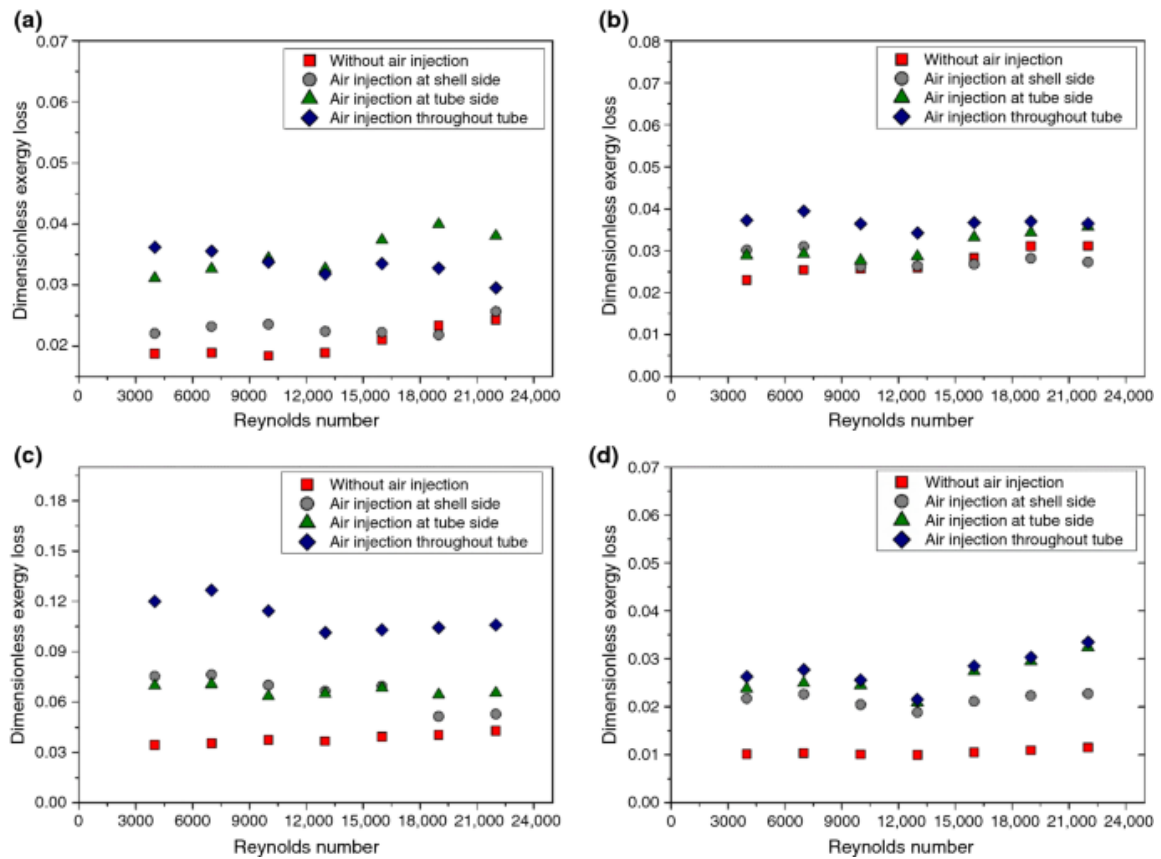 (a)
0.07
0.06
0.05
0.04
0.03
0.02
Dimensionless exergy loss
Without air injection
Air injection at shell side
Air injection at tube side
Air injection throughout tube
3000 6000 9000 12,000 15,000 18,000 21,000 24,000
Reynolds number
(b)
0.08
0.07
0.06
0.05
0.04
0.03
0.02
0.01
0.00
Dimensionless exergy loss
Without air injection
Air injection at shell side
Air injection at tube side
Air injection throughout tube
3000 6000 9000 12,000 15,000 18,000 21,000 24,000
Reynolds number
(c)
0.18
0.15
0.12
0.09
0.06
0.03
0.00
Dimensionless exergy loss
Without air injection
Air injection at shell side
Air injection at tube side
Air injection throughout tube
3000 6000 9000 12,000 15,000 18,000 21,000 24,000
Reynolds number
(d)
0.07
0.06
0.05
0.04
0.03
0.02
0.01
0.00
Dimensionless exergy loss
Without air injection
Air injection at shell side
Air injection at tube side
Air injection throughout tube
3000 6000 9000 12,000 15,000 18,000 21,000 24,000
Reynolds number